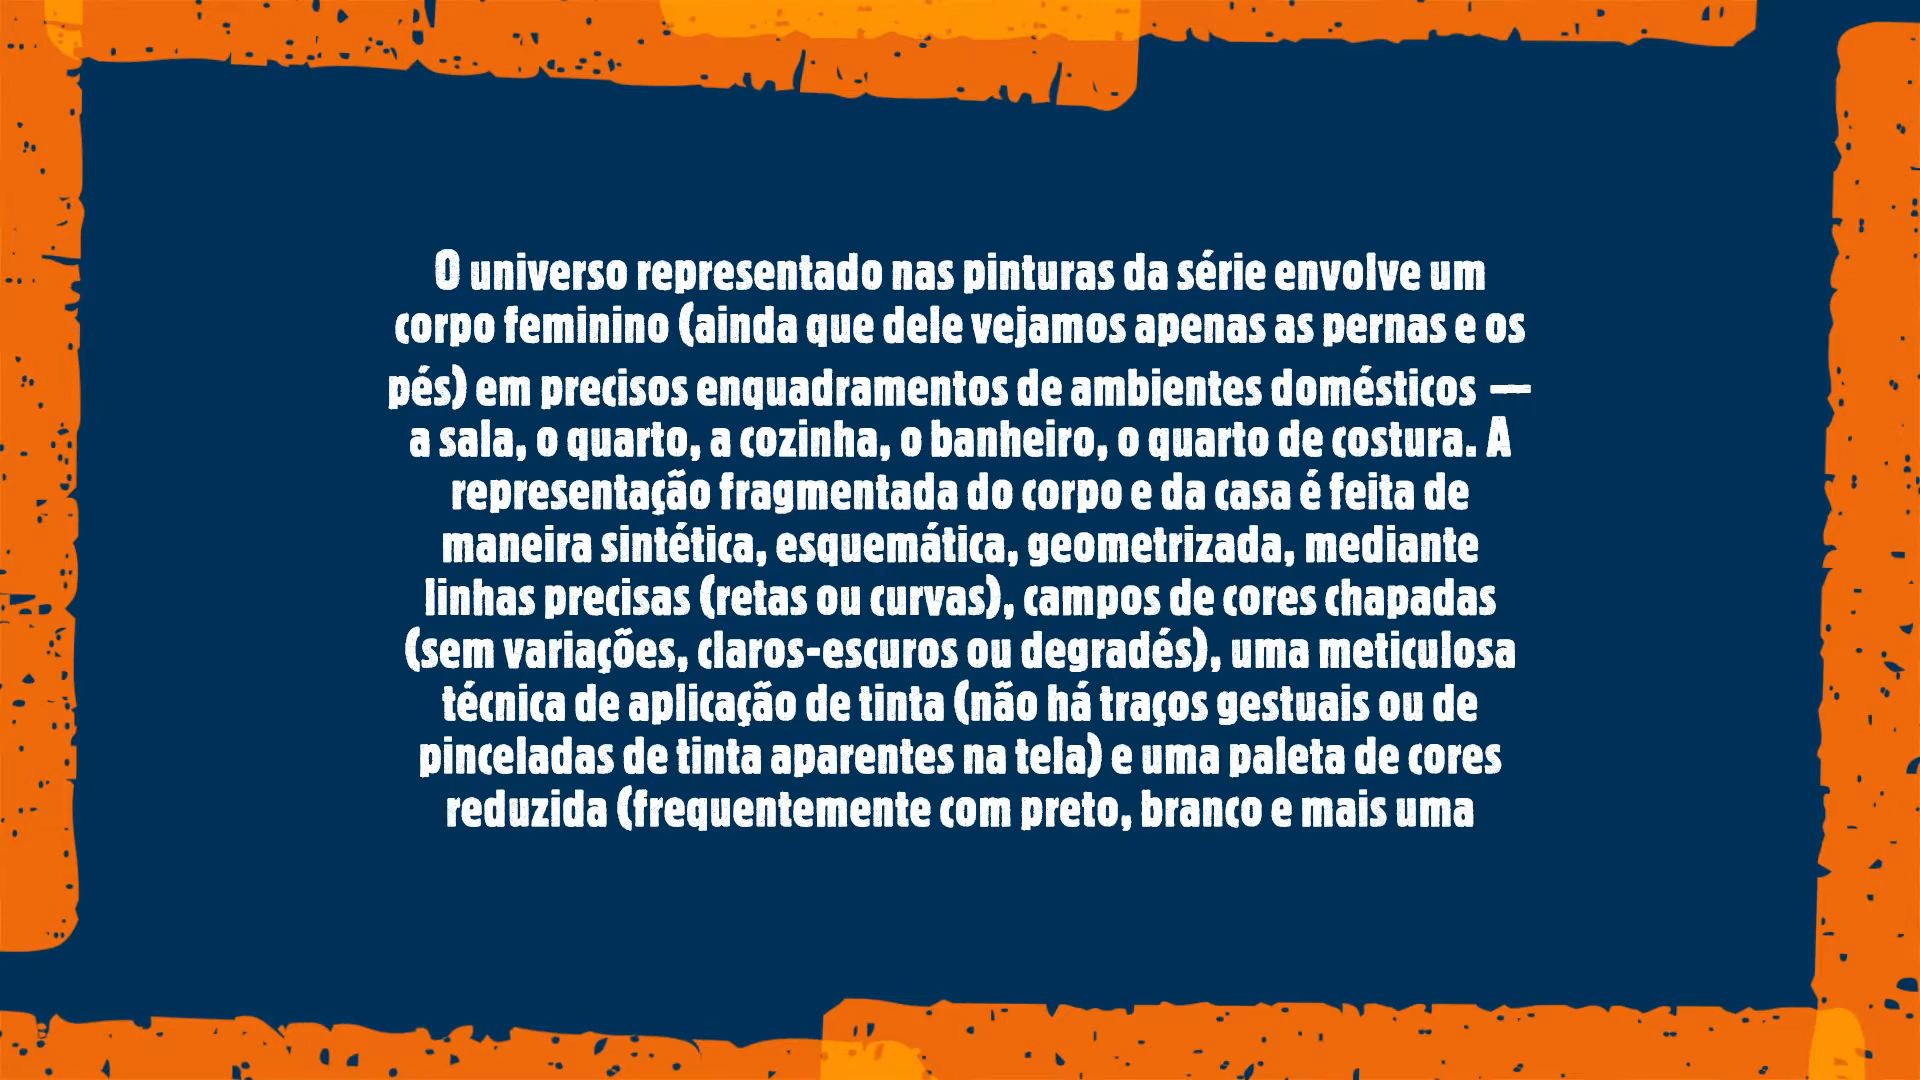 O universo representado nas pinturas da série envolve um
corpo feminino (ainda que dele vejamos apenas as pernas e os
pés) em precisos enquadramentos de ambientes domésticos —
a sala, o quarto, a cozinha, o banheiro, o quarto de costura. A
representação fragmentada do corpo e da casa é feita de
maneira sintética, esquemática, geometrizada, mediante
linhas precisas (retas ou curvas), campos de cores chapadas
(sem variações, claros-escuros ou degradés), uma meticulosa
técnica de aplicação de tinta (não há traços gestuais ou de
pinceladas de tinta aparentes na tela) e uma paleta de cores
reduzida (frequentemente com preto, branco e mais uma